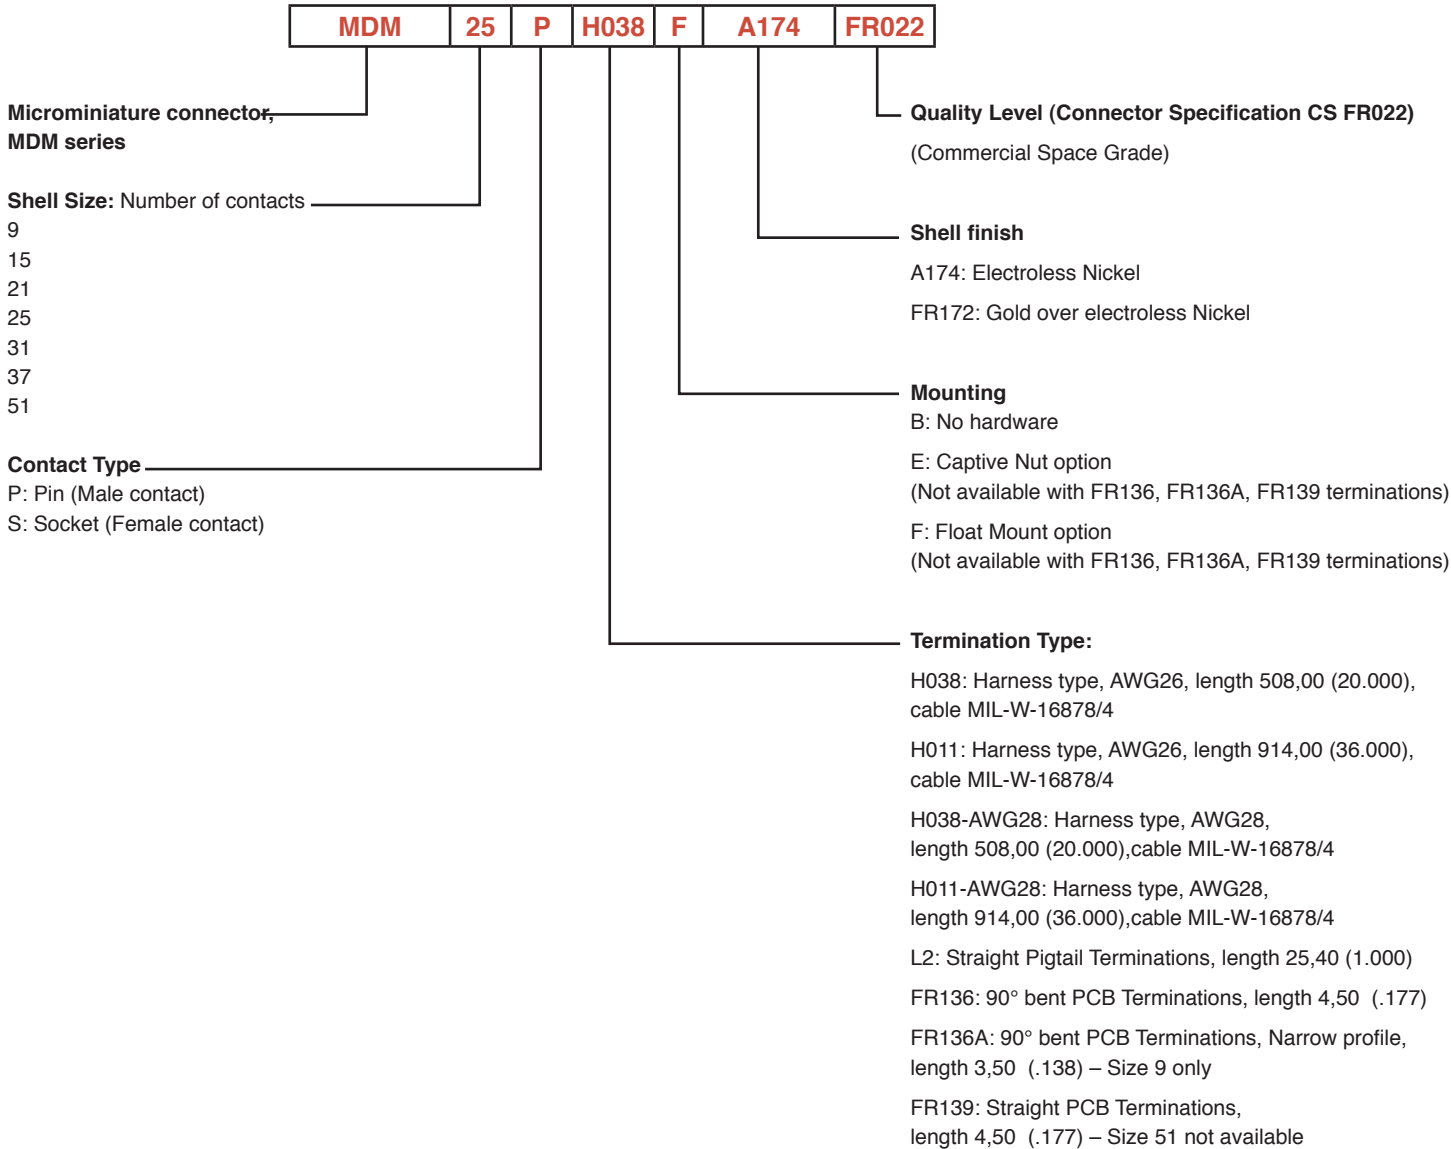 MDM 25 P H038 F A174 FR022
Microminiature connector,
MDM series
Shell Size: Number of contacts
9
15
21
25
31
37
51
Contact Type
P: Pin (Male contact)
S: Socket (Female contact)
Quality Level (Connector Specification CS FR022)
(Commercial Space Grade)
Shell finish
A174: Electroless Nickel
FR172: Gold over electroless Nickel
Mounting
B: No hardware
E: Captive Nut option
(Not available with FR136, FR136A, FR139 terminations)
F: Float Mount option
(Not available with FR136, FR136A, FR139 terminations)
Termination Type:
H038: Harness type, AWG26, length 508,00 (20.000),
cable MIL-W-16878/4
H011: Harness type, AWG26, length 914,00 (36.000),
cable MIL-W-16878/4
H038-AWG28: Harness type, AWG28,
length 508,00 (20.000),cable MIL-W-16878/4
H011-AWG28: Harness type, AWG28,
length 914,00 (36.000),cable MIL-W-16878/4
L2: Straight Pigtail Terminations, length 25,40 (1.000)
FR136: 90° bent PCB Terminations, length 4,50 (.177)
FR136A: 90° bent PCB Terminations, Narrow profile,
length 3,50 (.138) – Size 9 only
FR139: Straight PCB Terminations,
length 4,50 (.177) – Size 51 not available